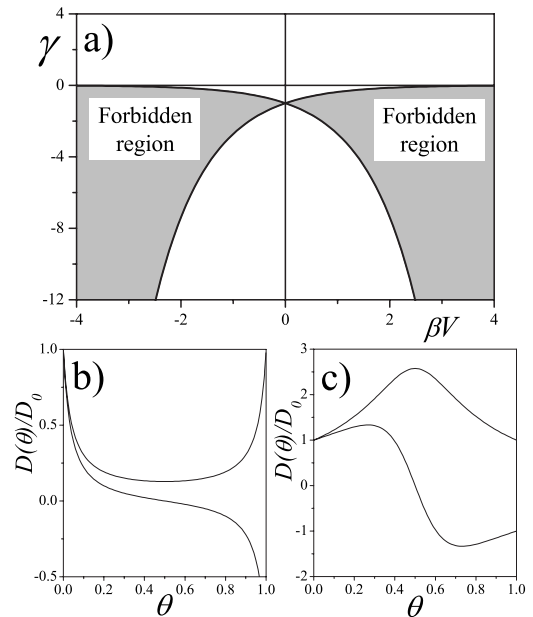 a)
γ
4
0
-4
-8
-12
Forbidden
region
Forbidden
region
-4
-2
0
2
4
βV
b)
D(θ)/D₀
1.0
0.5
0.0
-0.5
0.0
0.2
0.4
0.6
0.8
1.0
θ
c)
D(θ)/D₀
3
2
1
0
-1
-2
0.0
0.2
0.4
0.6
0.8
1.0
θ